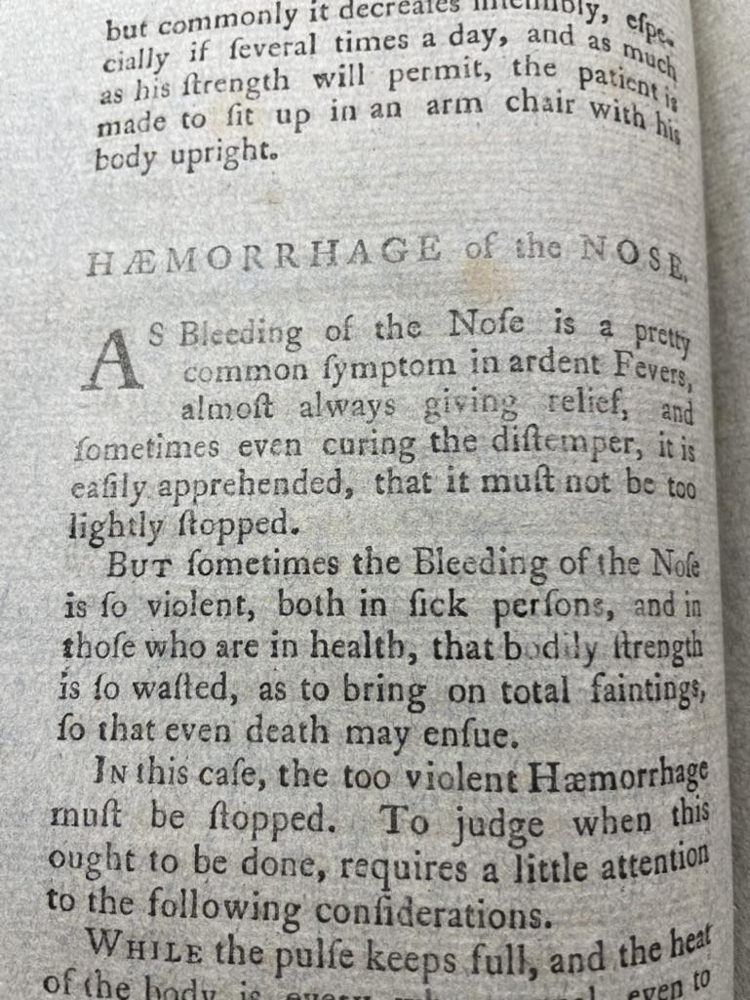 but commonly it decreases insensibly, eſpe-
cially if ſeveral times a day, and as much
as his ſtrength will permit, the patient is
made to ſit up in an arm chair with his
body upright.
HÆMORRHAGE of the NOSE.
AS Bleeding of the Noſe is a pretty
common ſymptom in ardent Fevers,
almoſt always giving relief, and
ſometimes even curing the diſtemper, it is
eaſily apprehended, that it muſt not be too
lightly ſtopped.
BUT ſometimes the Bleeding of the Noſe
is ſo violent, both in ſick perſons, and in
thoſe who are in health, that bodily ſtrength
is ſo waſted, as to bring on total faintings,
ſo that even death may enſue.
IN this caſe, the too violent Hæmorrhage
muſt be ſtopped. To judge when this
ought to be done, requires a little attention
to the following conſiderations.
WHILE the pulſe keeps full, and the heat
of the body is even to